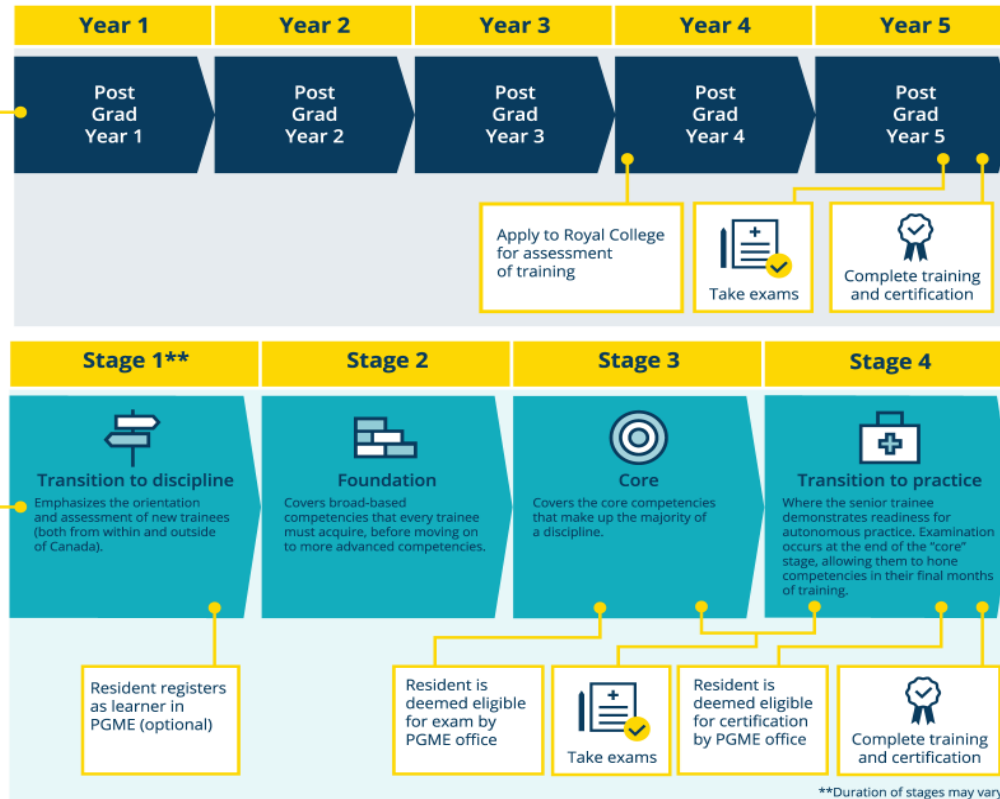 Year 1
Year 2
Year 3
Year 4
Year 5
Post
Grad
Year 1
Post
Grad
Year 2
Post
Grad
Year 3
Post
Grad
Year 4
Post
Grad
Year 5
Apply to Royal College
for assessment
of training
Take exams
Complete training
and certification
Stage 1**
Stage 2
Stage 3
Stage 4
Transition to discipline
Emphasizes the orientation
and assessment of new trainees
(both from within and outside
of Canada).
Foundation
Covers broad-based
competencies that every trainee
must acquire, before moving on
to more advanced competencies.
Core
Covers the core competencies
that make up the majority of
a discipline.
Transition to practice
Where the senior trainee
demonstrates readiness for
autonomous practice. Examination
occurs at the end of the “core”
stage, allowing them to hone
competencies in their final months
of training.
Resident registers
as learner in
PGME (optional)
Resident is
deemed eligible
for exam by
PGME office
Take exams
Resident is
deemed eligible
for certification
by PGME office
Complete training
and certification
**Duration of stages may vary